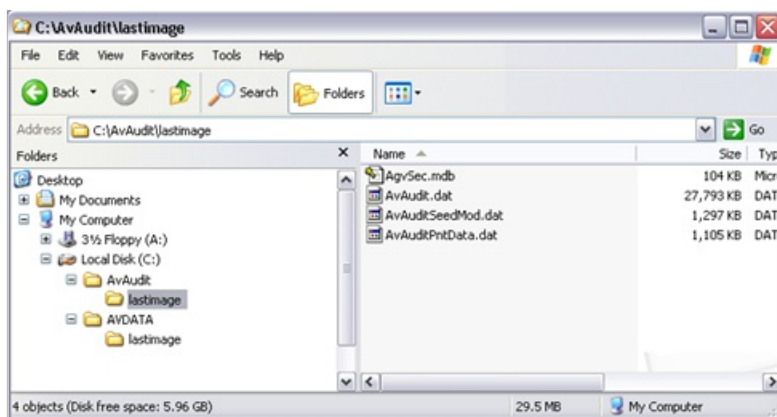 C:\AvAudit\lastimage
File Edit View Favorites Tools Help
Back Search Folders
Address C:\AvAudit\lastimage Go
Folders x Name Size Typ
Desktop
My Documents
My Computer
3½ Floppy (A:)
Local Disk (C:)
AvAudit
lastimage
AVDATA
lastimage
AgvSec.mdb 104 KB Micr
AvAudit.dat 27,793 KB DAT
AvAuditSeedMod.dat 1,297 KB DAT
AvAuditPntData.dat 1,105 KB DAT
4 objects (Disk free space: 5.96 GB) 29.5 MB My Computer